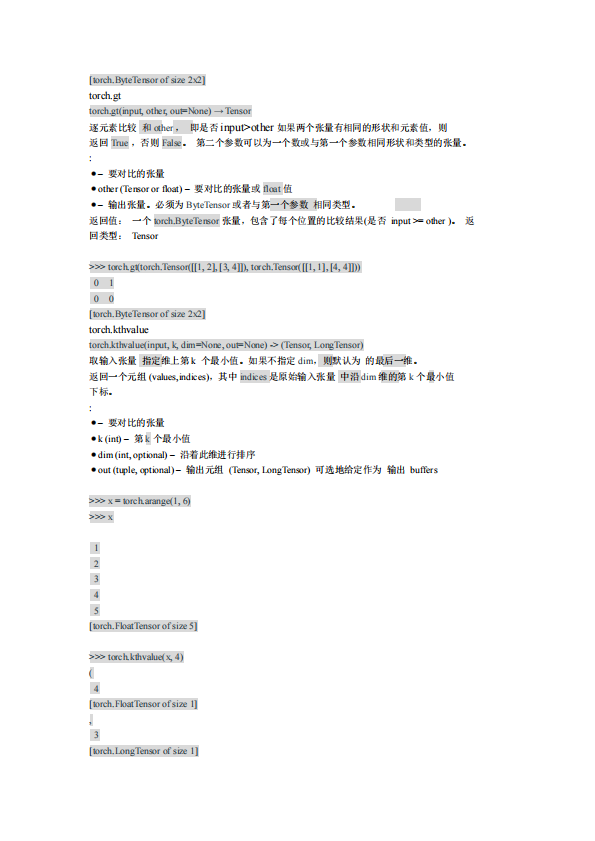 [torch.ByteTensor of size 2x2]
torch.gt
torch.gt(input, other, out=None) → Tensor
逐元素比较 和 other , 即是否 input>other 如果两个张量有相同的形状和元素值，则
返回 True ，否则 False。 第二个参数可以为一个数或与第一个参数相同形状和类型的张量。
:
●– 要对比的张量
●other (Tensor or float) – 要对比的张量或 float 值
●– 输出张量。必须为 ByteTensor 或者与第一个参数 相同类型。
返回值： 一个 torch.ByteTensor 张量，包含了每个位置的比较结果(是否 input >= other )。 返
回类型： Tensor
>>> torch.gt(torch.Tensor([[1, 2], [3, 4]]), torch.Tensor([[1, 1], [4, 4]]))
0 1
0 0
[torch.ByteTensor of size 2x2]
torch.kthvalue
torch.kthvalue(input, k, dim=None, out=None) -> (Tensor, LongTensor)
取输入张量 指定维上第 k 个最小值。如果不指定 dim，则默认为 的最后一维。
返回一个元组 (values,indices)，其中 indices 是原始输入张量 中沿 dim 维的第 k 个最小值
下标。
:
●– 要对比的张量
●k (int) – 第 k 个最小值
●dim (int, optional) – 沿着此维进行排序
●out (tuple, optional) – 输出元组 (Tensor, LongTensor) 可选地给定作为 输出 buffers
>>> x = torch.arange(1, 6)
>>> x
1
2
3
4
5
[torch.FloatTensor of size 5]
>>> torch.kthvalue(x, 4)
(
4
[torch.FloatTensor of size 1]
,
3
[torch.LongTensor of size 1]